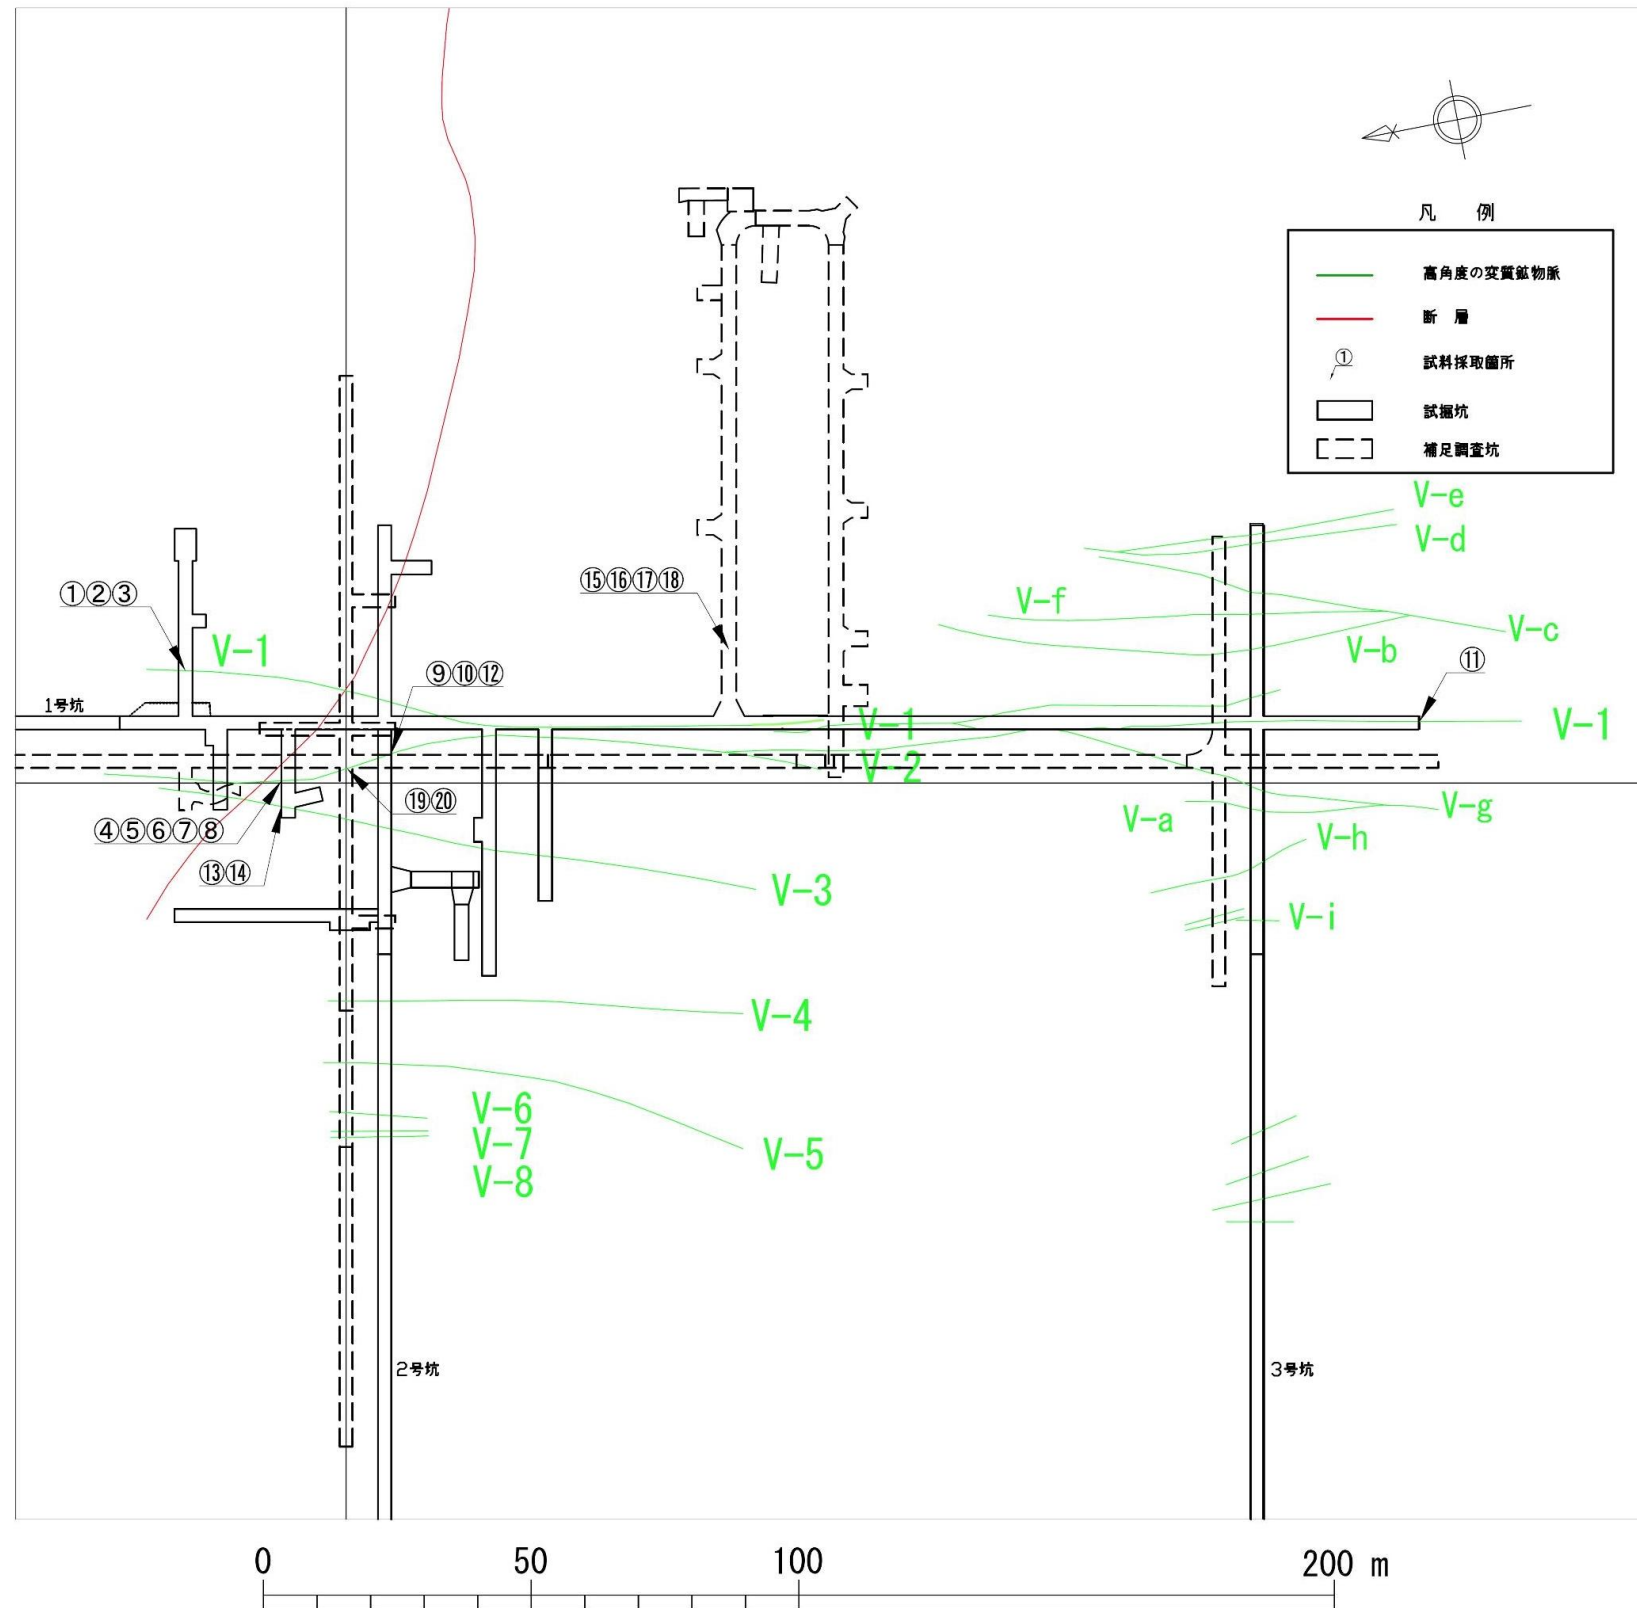 凡 例
高角度の変質鉱物脈
断 層
① 試料採取箇所
試掘坑
補足調査坑
V-e
V-d
①②③
⑮⑯⑰⑱
V-f
V-c
V-1
V-b
⑨⑩⑫
⑪
1号坑
V-1
V-1
V-2
⑲⑳
V-a
V-g
④⑤⑥⑦⑧
V-h
⑬⑭
V-3
V-i
V-4
V-6
V-7
V-5
V-8
2号坑
3号坑
0 50 100 200 m